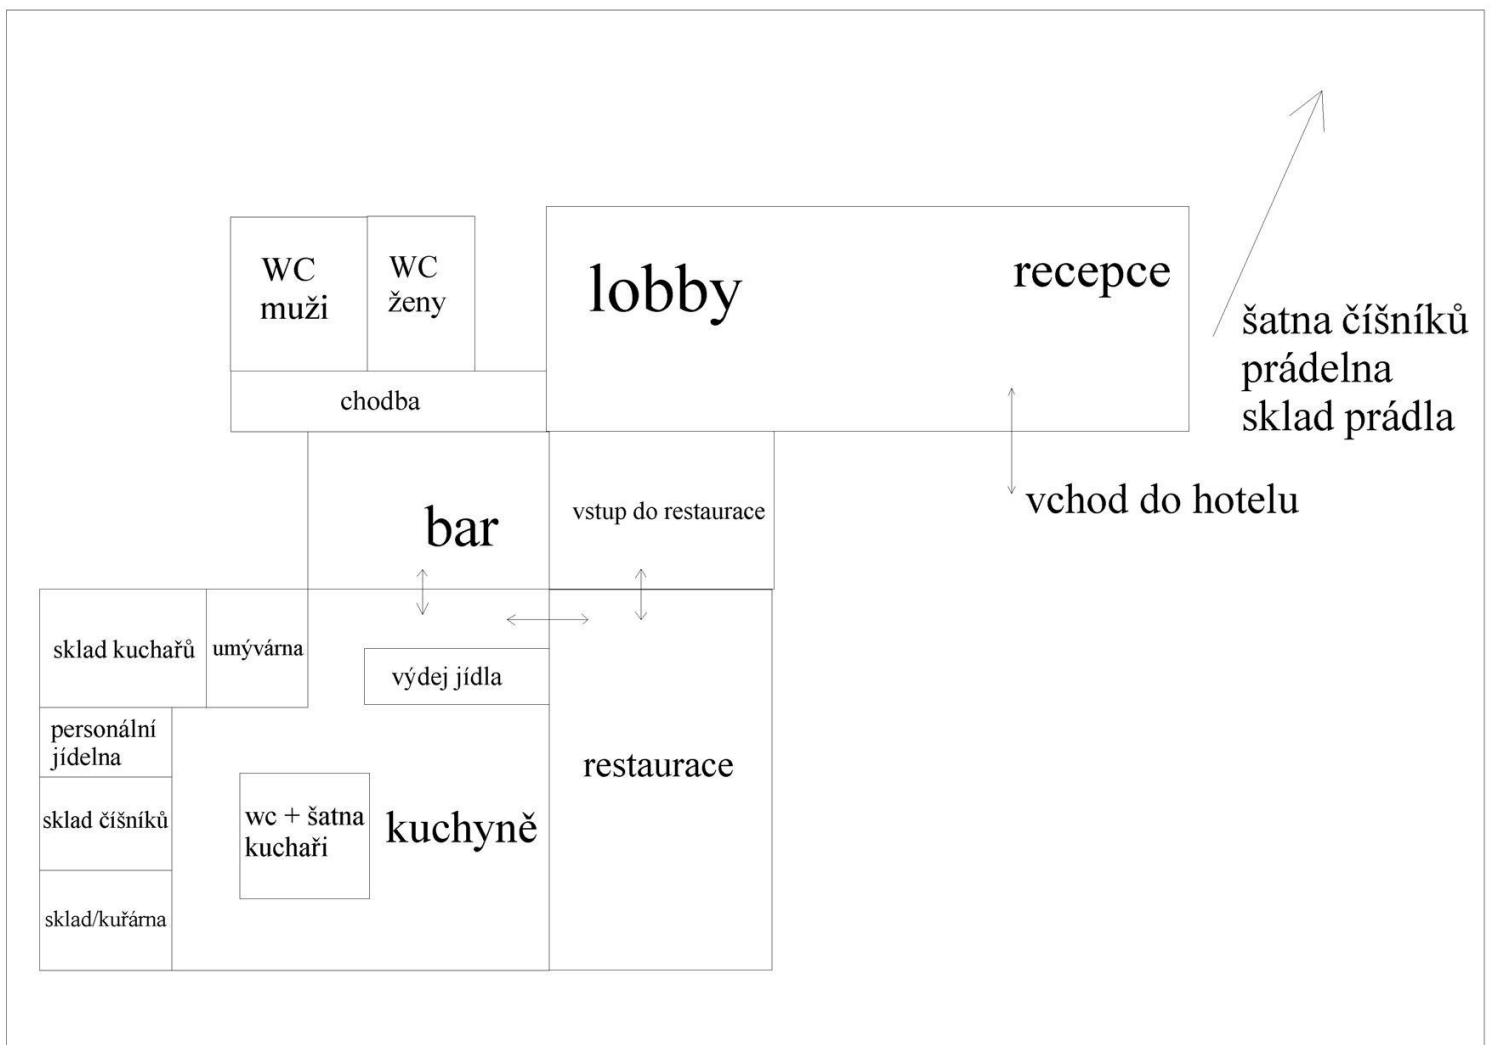 WC
muži
WC
ženy
lobby
recepce
šatna číšníků
prádelna
sklad prádla
chodba
bar
vstup do restaurace
vchod do hotelu
sklad kuchařů
umývárna
výdej jídla
personální
jídelna
restaurace
sklad číšníků
wc + šatna
kuchaři
kuchyně
sklad/kuřárna